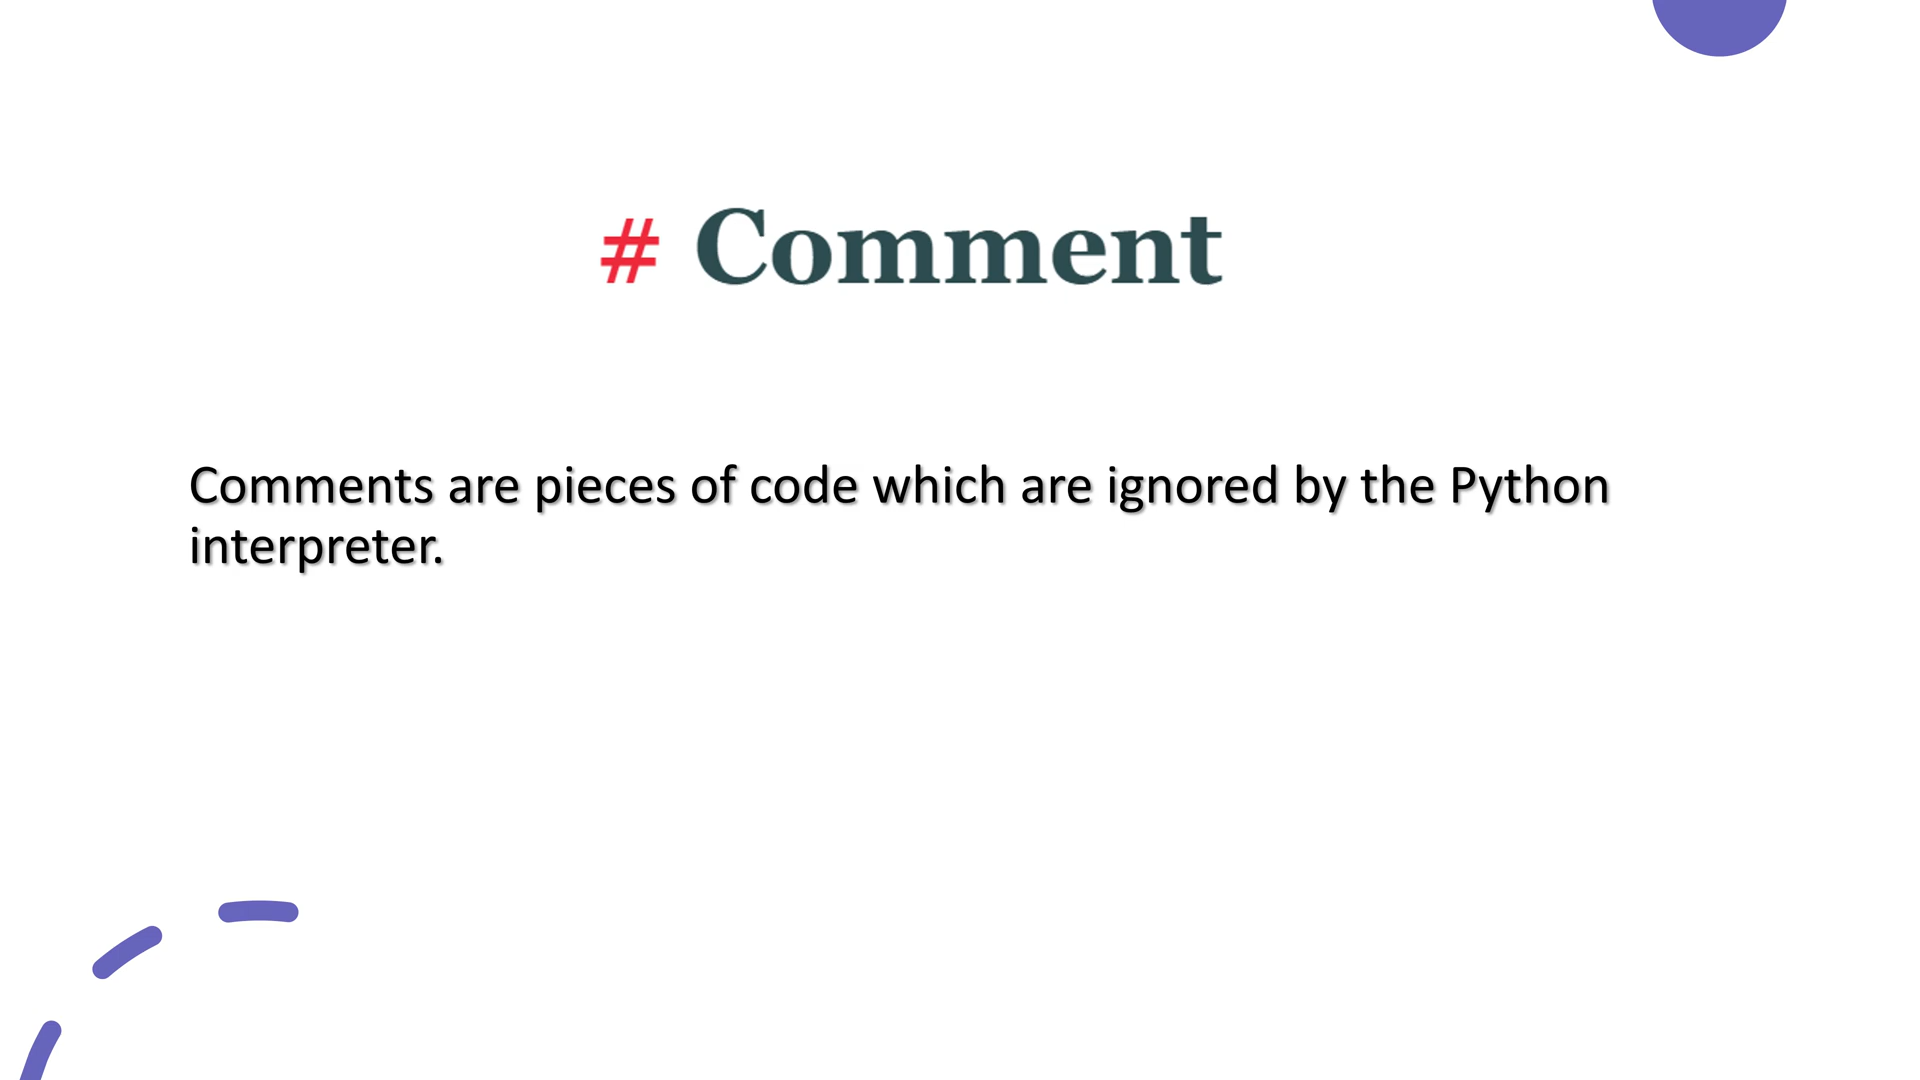 # Comment
Comments are pieces of code which are ignored by the Python
interpreter.